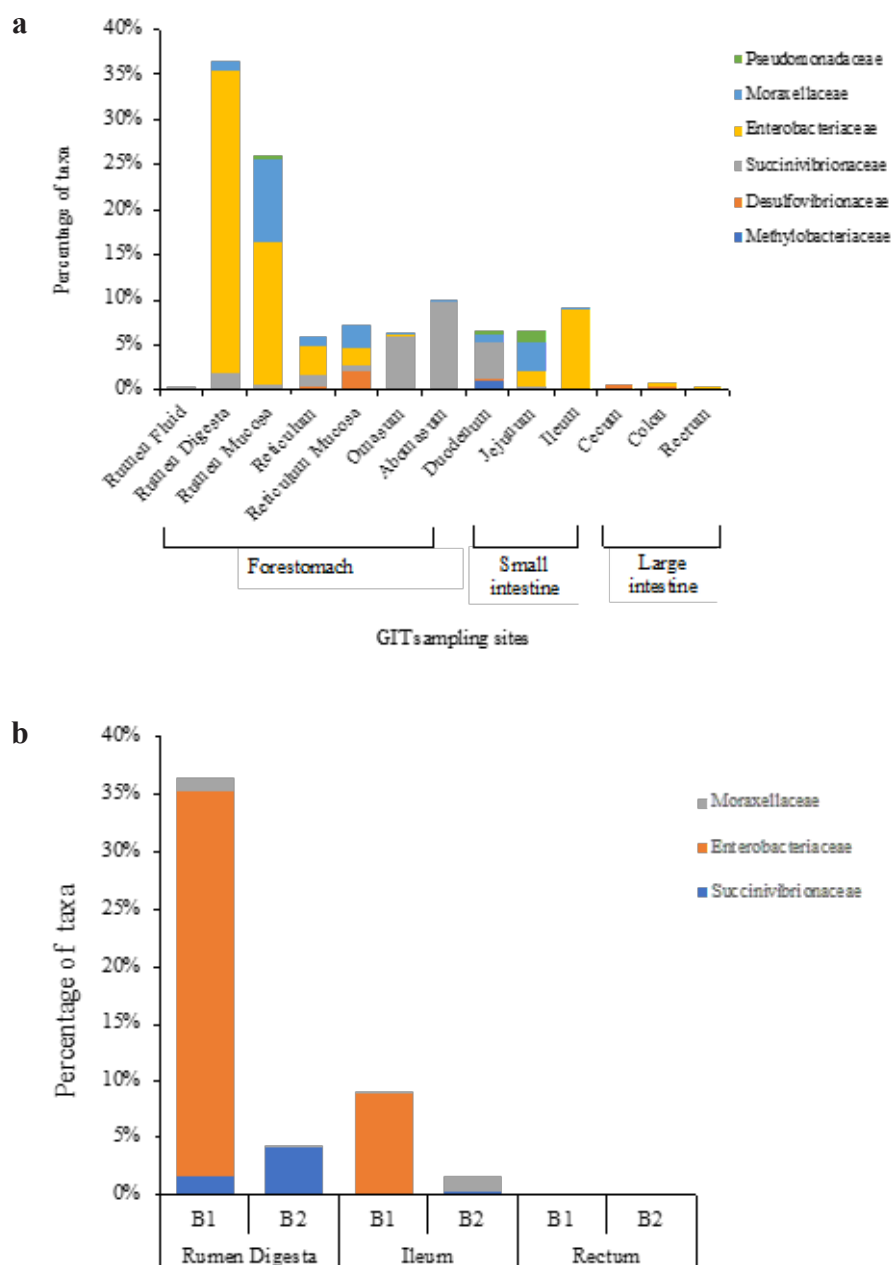 a
40%
35%
30%
25%
20%
15%
10%
5%
0%
Percentage of taxa
Pseudomonadaceae
Moraxellaceae
Enterobacteriaceae
Succinivibrionaceae
Desulfovibrionaceae
Methylobacteriaceae
Rumen Fluid
Rumen Digesta
Rumen Mucosa
Reticulum
Reticulum Mucosa
Omasum
Abomasum
Duodenum
Jejunum
Ileum
Cecum
Colon
Rectum
Forestomach
Small
intestine
Large
intestine
GIT sampling sites
b
40%
35%
30%
25%
20%
15%
10%
5%
0%
Percentage of taxa
Moraxellaceae
Enterobacteriaceae
Succinivibrionaceae
B1 B2 B1 B2 B1 B2
Rumen Digesta Ileum Rectum